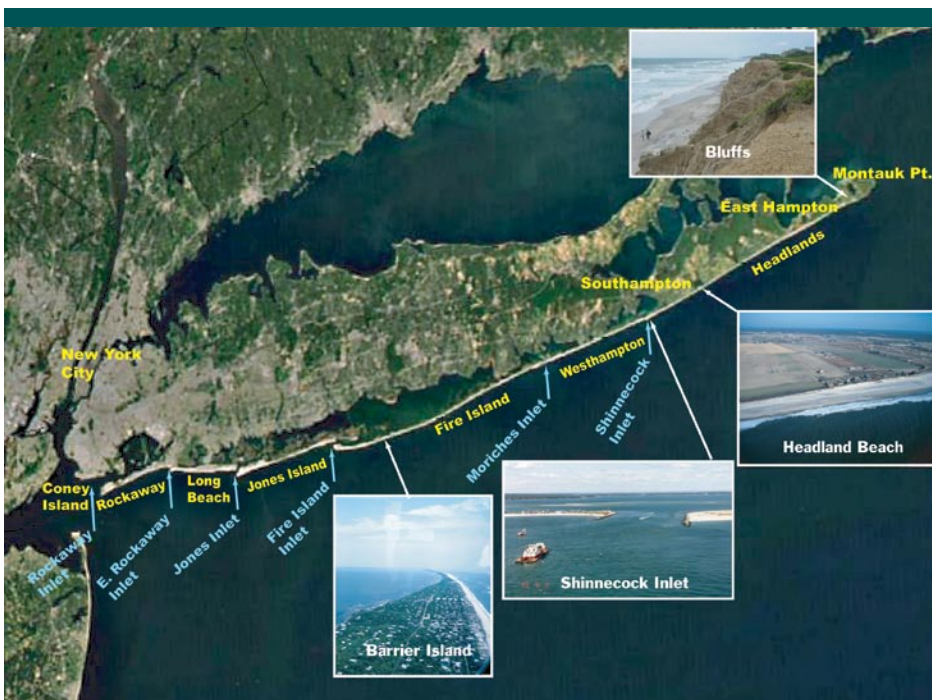 Bluffs
Montauk Pt.
East Hampton
Headlands
Southampton
New York
City
Westhampton
Shinnecock
Inlet
Headland Beach
Fire Island
Moriches Inlet
Coney
Island
Rockaway
Long
Beach
Jones Island
Rockaway
Inlet
E. Rockaway
Inlet
Jones Inlet
Fire Island
Inlet
Shinnecock Inlet
Barrier Island